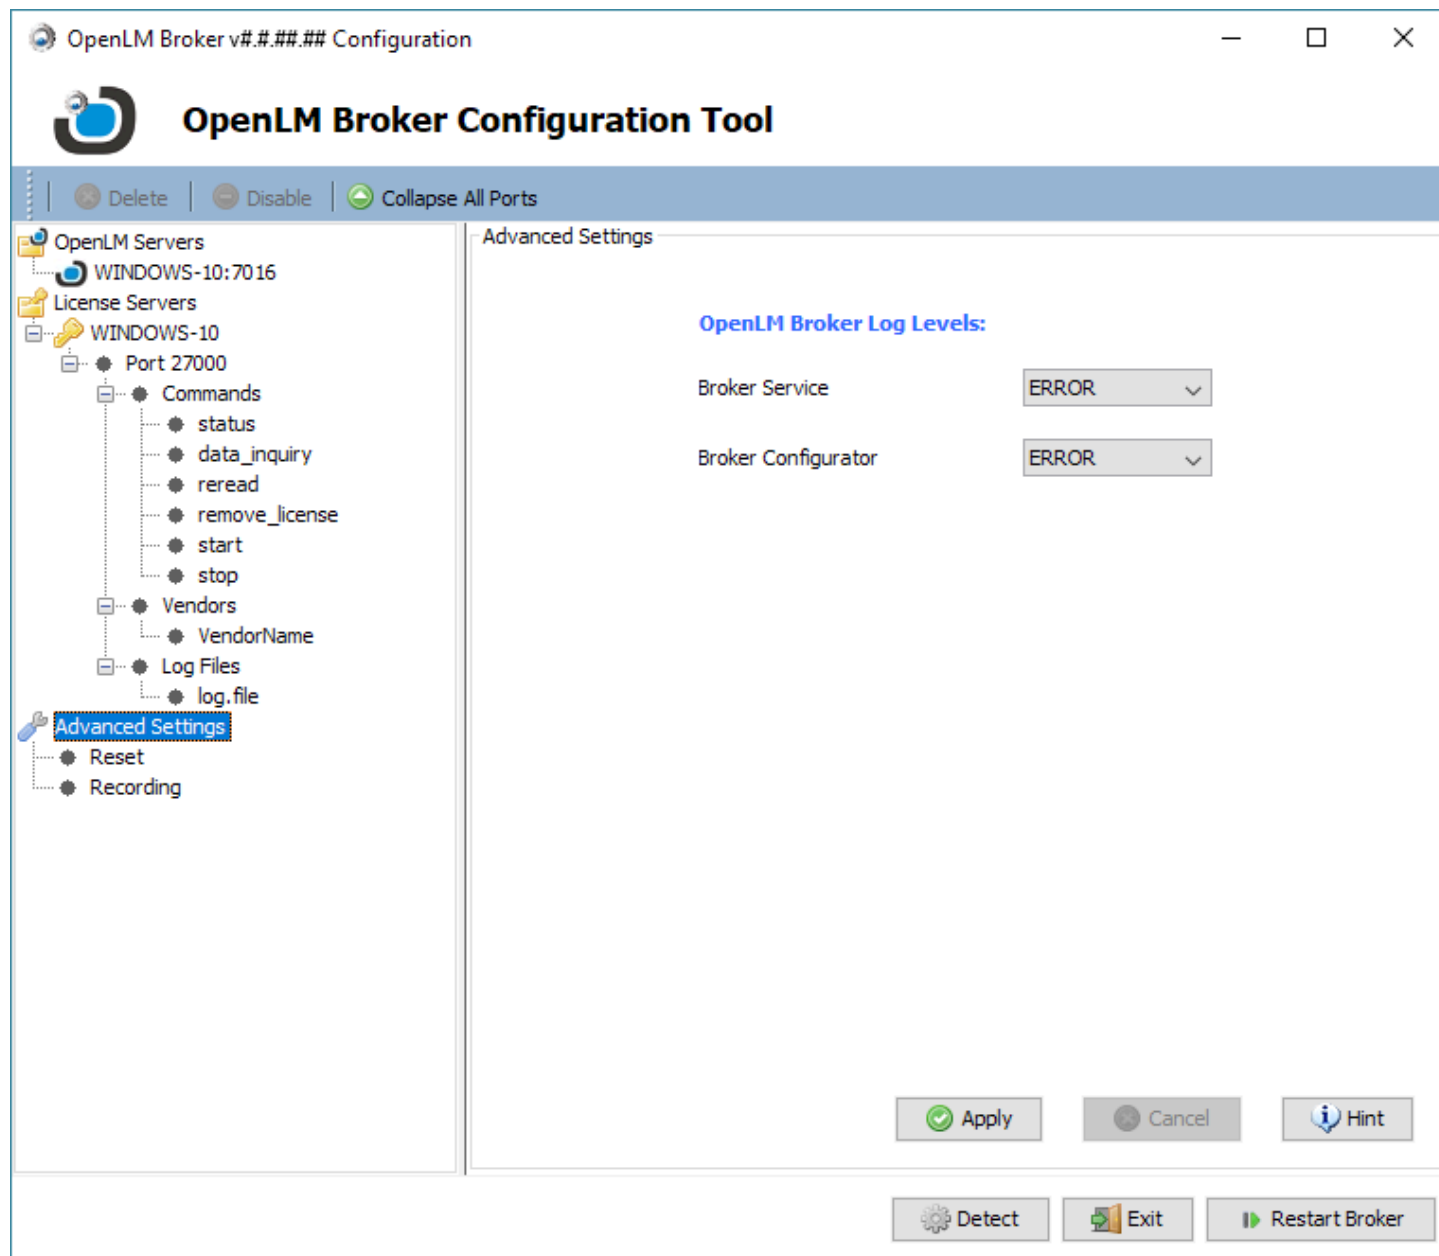 OpenLM Broker v#.#.##.## Configuration
OpenLM Broker Configuration Tool
Delete Disable Collapse All Ports
OpenLM Servers
WINDOWS-10:7016
License Servers
WINDOWS-10
Port 27000
Commands
status
data_inquiry
reread
remove_license
start
stop
Vendors
VendorName
Log Files
log.file
Advanced Settings
Reset
Recording
Advanced Settings
OpenLM Broker Log Levels:
Broker Service ERROR
Broker Configurator ERROR
Apply Cancel Hint
Detect Exit Restart Broker